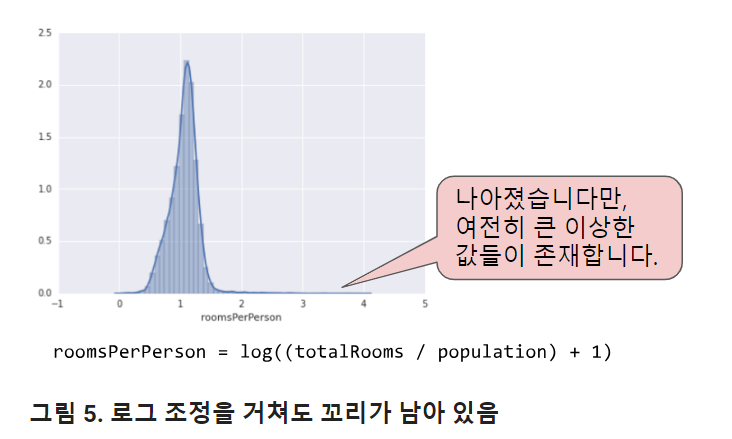 2.5
2.0
1.5
1.0
0.5
0.0
−1 0 1 2 3 4 5
roomsPerPerson
나아졌습니다만,
여전히 큰 이상한
값들이 존재합니다.
roomsPerPerson = log((totalRooms / population) + 1)
그림 5. 로그 조정을 거쳐도 꼬리가 남아 있음